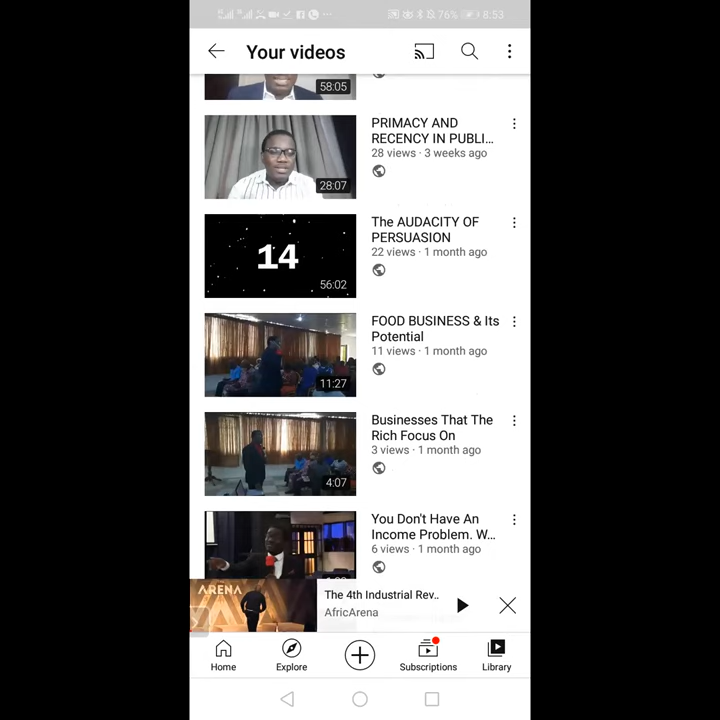 76% 8:53
Your videos
58:05
PRIMACY AND
RECENCY IN PUBLI...
28 views · 3 weeks ago
28:07
The AUDACITY OF
PERSUASION
22 views · 1 month ago
14
56:02
FOOD BUSINESS & Its
Potential
11 views · 1 month ago
11:27
Businesses That The
Rich Focus On
3 views · 1 month ago
4:07
You Don't Have An
Income Problem. W...
6 views · 1 month ago
ARENA
The 4th Industrial Rev..
AfricArena
Home
Explore
Subscriptions
Library